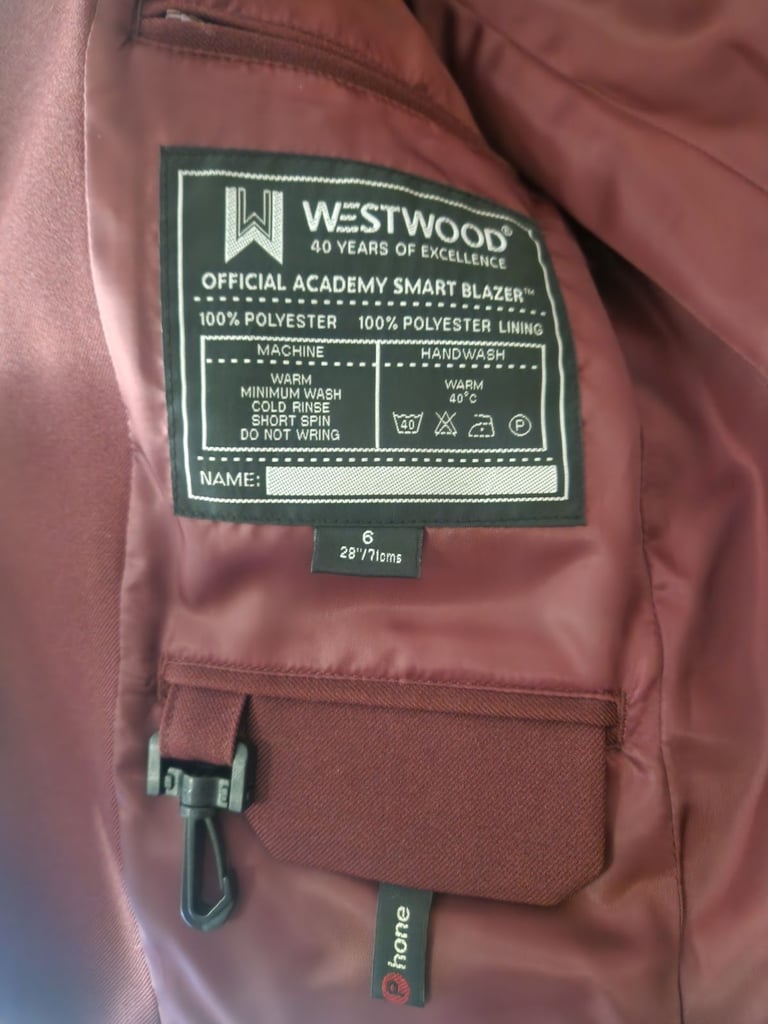 W
WESTWOOD®
40 YEARS OF EXCELLENCE
OFFICIAL ACADEMY SMART BLAZER™
100% POLYESTER 100% POLYESTER LINING
MACHINE
WARM
MINIMUM WASH
COLD RINSE
SHORT SPIN
DO NOT WRING
HANDWASH
WARM
40°C
40 P
NAME:
6
28"/71cms
Phone